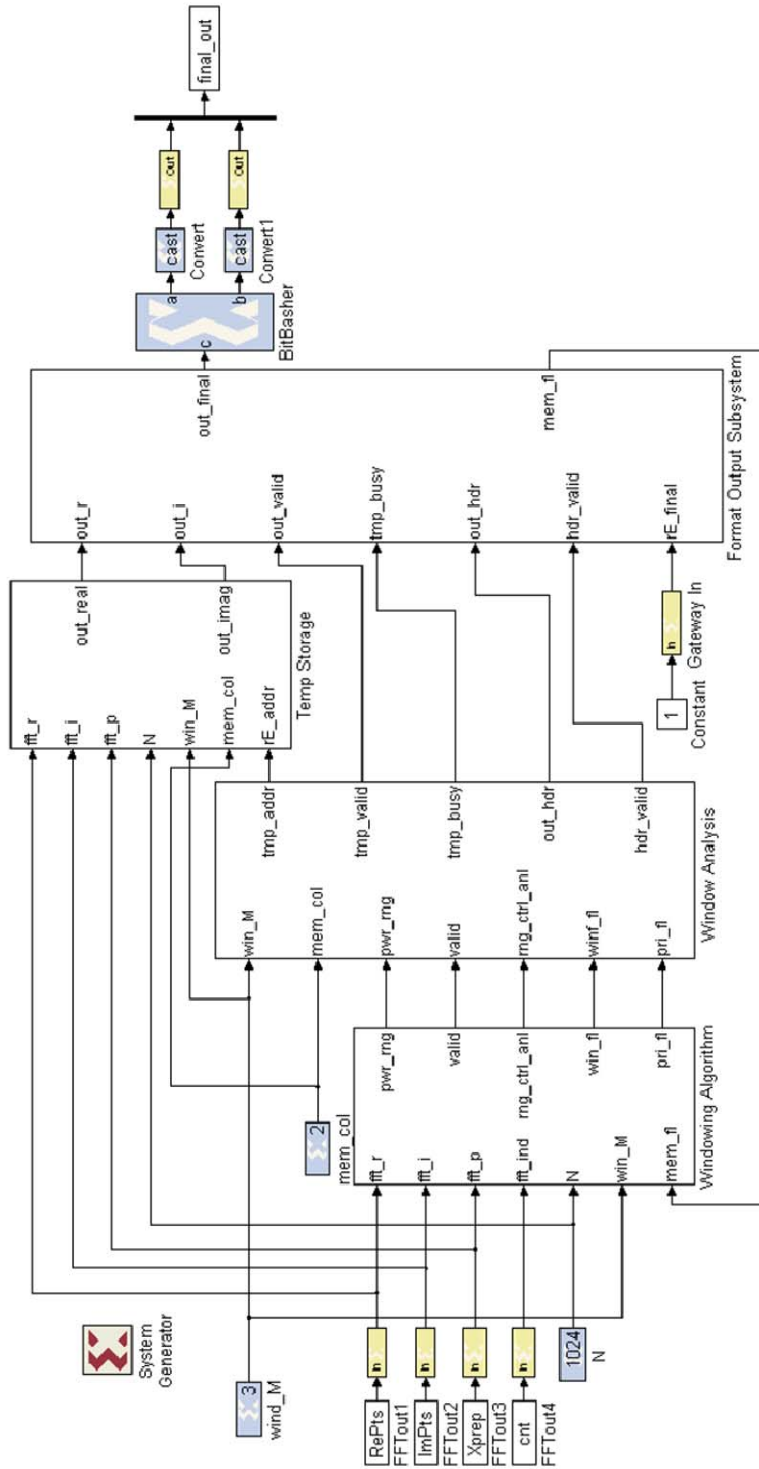 System
Generator
3
wind_M
RePts
In
FFTout1
ImPts
In
FFTout2
Xprep
In
FFTout3
cnt
In
FFTout4
1024
N
2
mem_col
fft_r
fft_i
fft_p
fft_ind
N
win_M
mem_fl
pwr_rng
valid
rng_ctrl_anl
win_fl
pri_fl
Windowing Algorithm
win_M
mem_col
pwr_rng
valid
rng_ctrl_anl
winf_fl
pri_fl
tmp_addr
tmp_valid
tmp_busy
out_hdr
hdr_valid
Window Analysis
fft_r
fft_i
fft_p
N
win_M
mem_col
rE_addr
out_real
out_imag
Temp Storage
1
Constant
In
Gateway In
out_r
out_i
out_valid
tmp_busy
out_hdr
hdr_valid
rE_final
out_final
mem_fl
Format Output Subsystem
c
a
b
BitBasher
cast
Convert
cast
Convert1
out
out
final_out